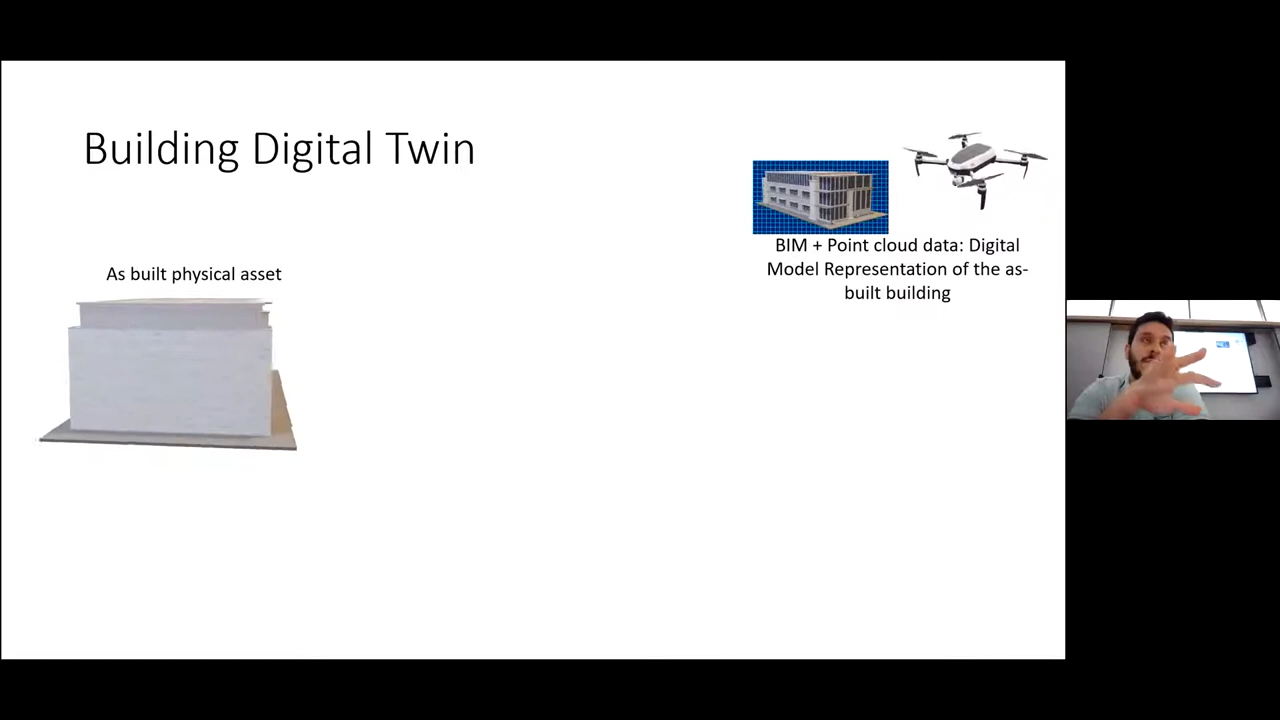 Building Digital Twin
As built physical asset
BIM + Point cloud data: Digital
Model Representation of the as-
built building